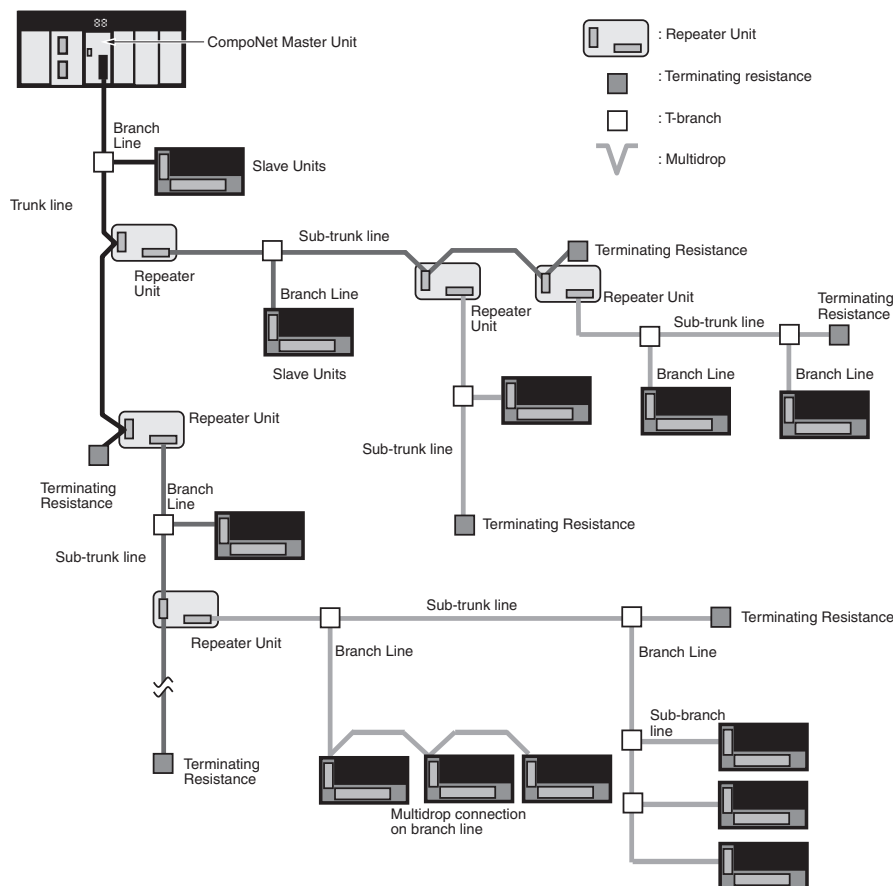 88
CompoNet Master Unit
: Repeater Unit
: Terminating resistance
: T-branch
: Multidrop
Branch
Line
Slave Units
Trunk line
Sub-trunk line
Terminating Resistance
Repeater
Unit
Branch Line
Repeater
Unit
Repeater Unit
Terminating
Resistance
Sub-trunk line
Slave Units
Branch Line
Branch Line
Repeater Unit
Sub-trunk line
Terminating
Resistance
Branch
Line
Terminating Resistance
Sub-trunk line
Sub-trunk line
Terminating Resistance
Repeater Unit
Branch Line
Branch Line
Sub-branch
line
Terminating
Resistance
Multidrop connection
on branch line